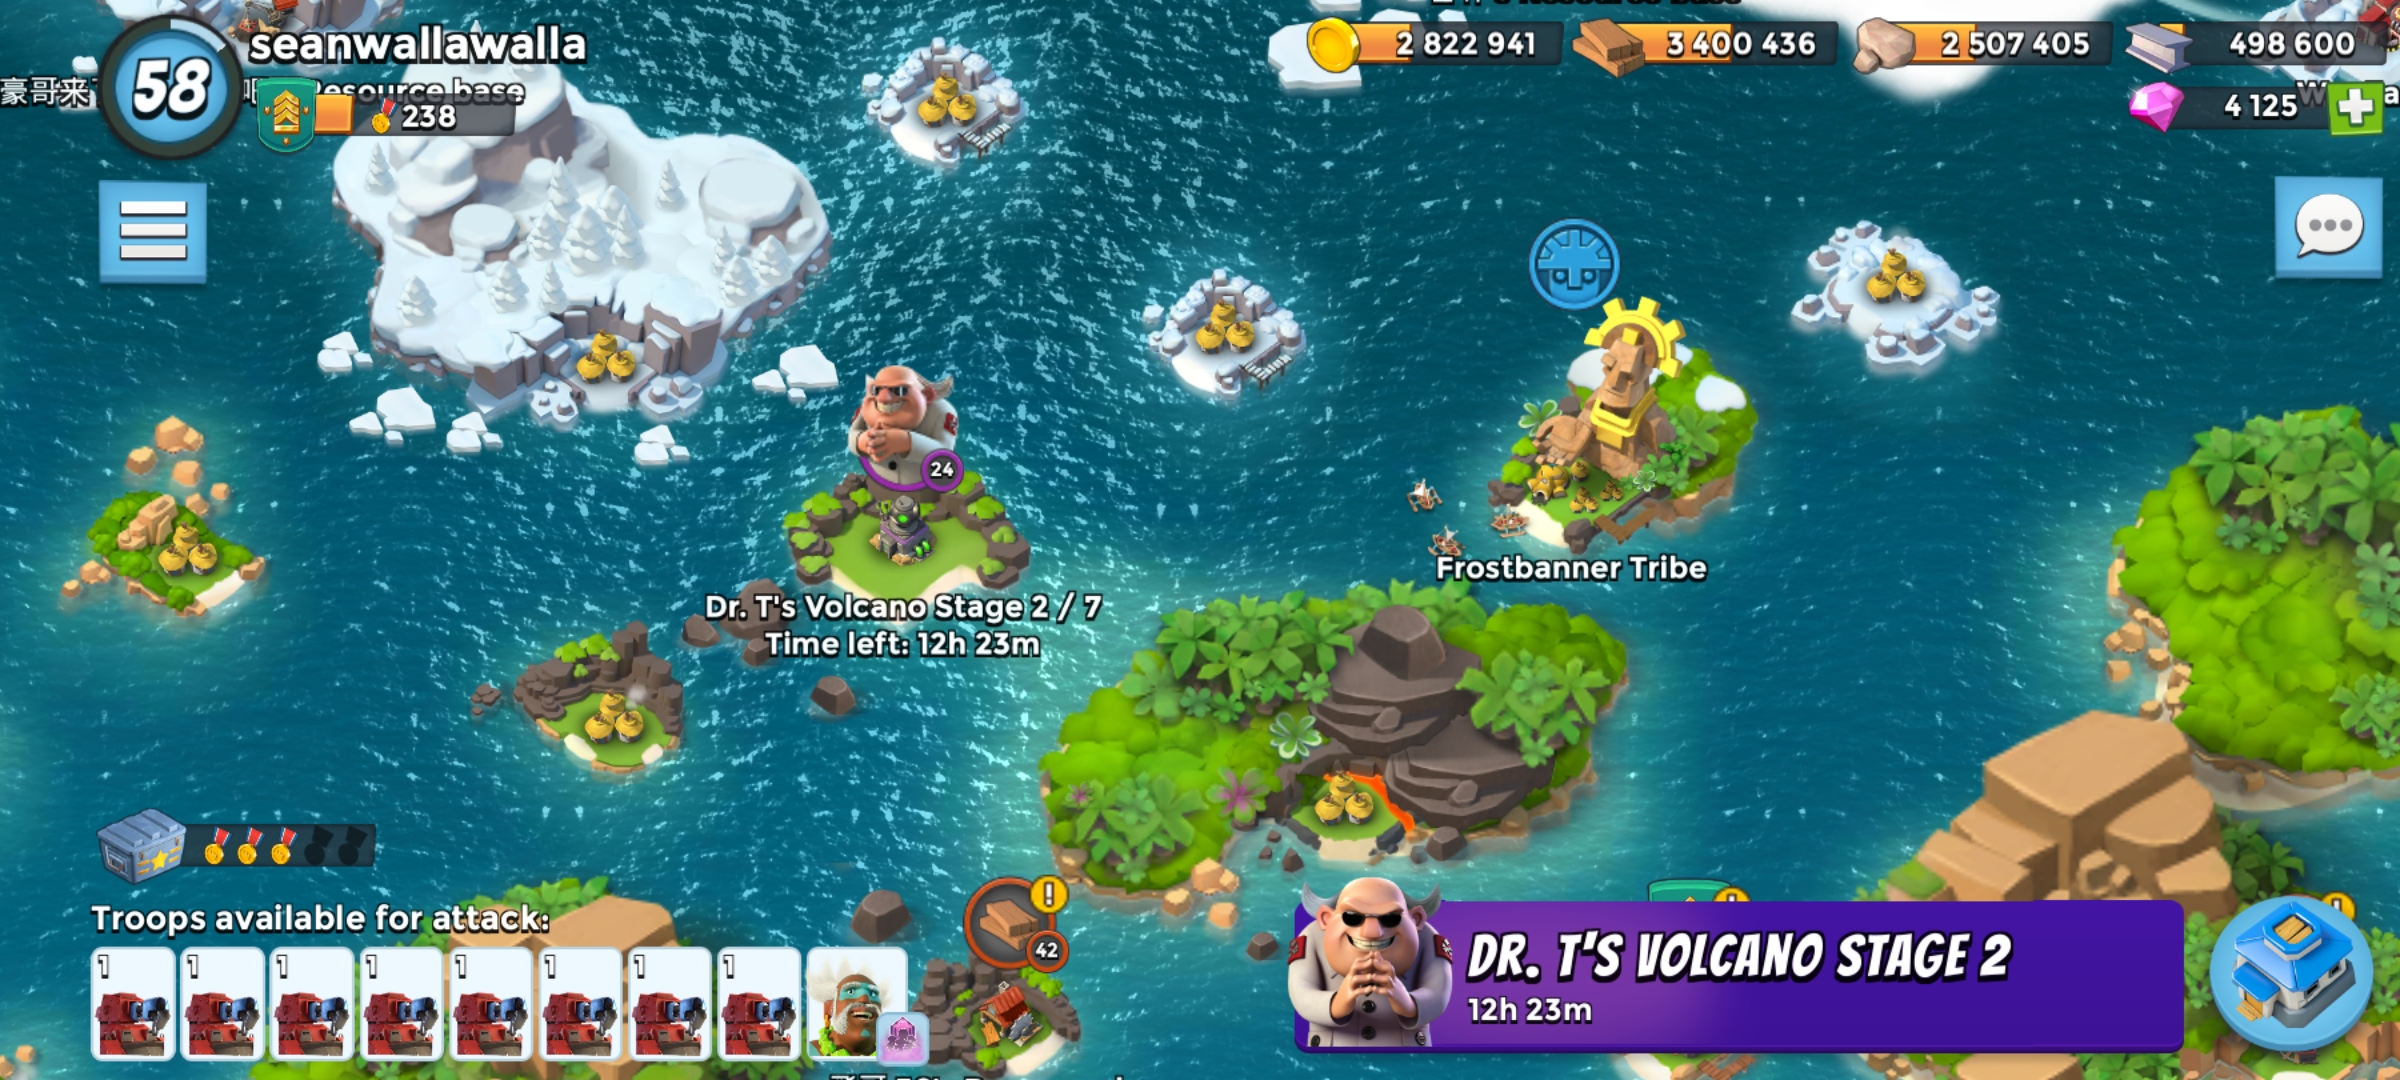 seanwallawalla
58
豪哥来
Resource base
238
2 822 941
3 400 436
2 507 405
498 600
4 125
24
Dr. T's Volcano Stage 2 / 7
Time left: 12h 23m
Frostbanner Tribe
42
Troops available for attack:
1 1 1 1 1 1 1 1
DR. T'S VOLCANO STAGE 2
12h 23m